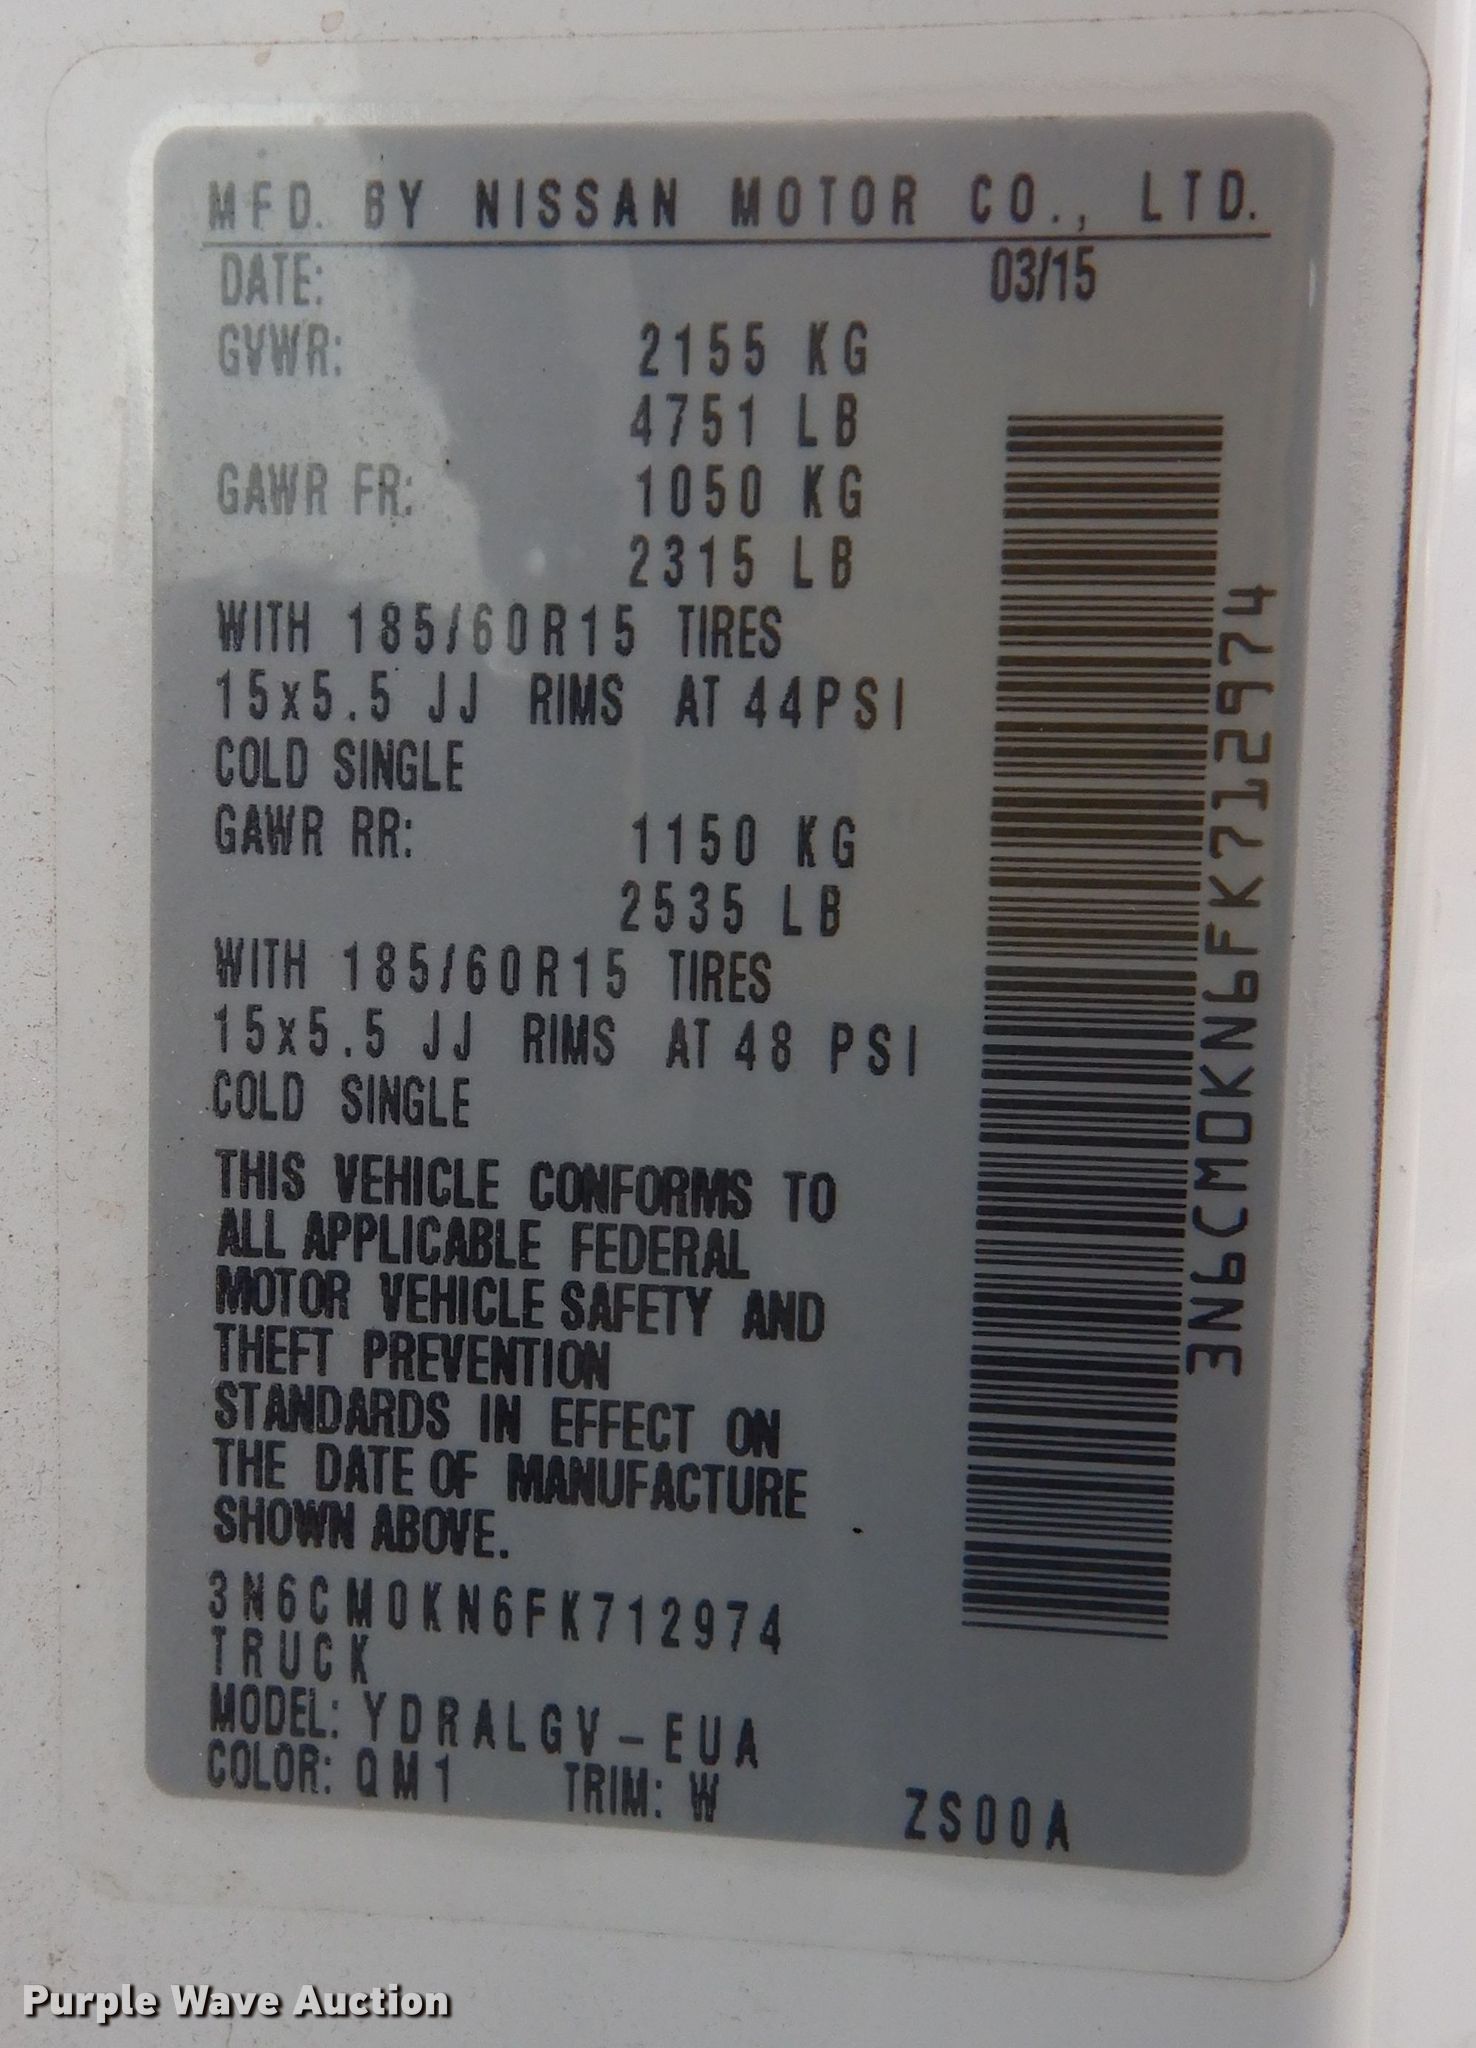 MFD. BY NISSAN MOTOR CO., LTD.
DATE: 03/15
GVWR: 2155 KG
4751 LB
GAWR FR: 1050 KG
2315 LB
WITH 185/60R15 TIRES
15x5.5 JJ RIMS AT 44PSI
COLD SINGLE
GAWR RR: 1150 KG
2535 LB
WITH 185/60R15 TIRES
15x5.5 JJ RIMS AT 48 PSI
COLD SINGLE
THIS VEHICLE CONFORMS TO
ALL APPLICABLE FEDERAL
MOTOR VEHICLE SAFETY AND
THEFT PREVENTION
STANDARDS IN EFFECT ON
THE DATE OF MANUFACTURE
SHOWN ABOVE.
3N6CM0KN6FK712974
TRUCK
MODEL: YDRALGV-EUA
COLOR: QM1 TRIM: W ZS00A
3N6CM0KN6FK712974
Purple Wave Auction